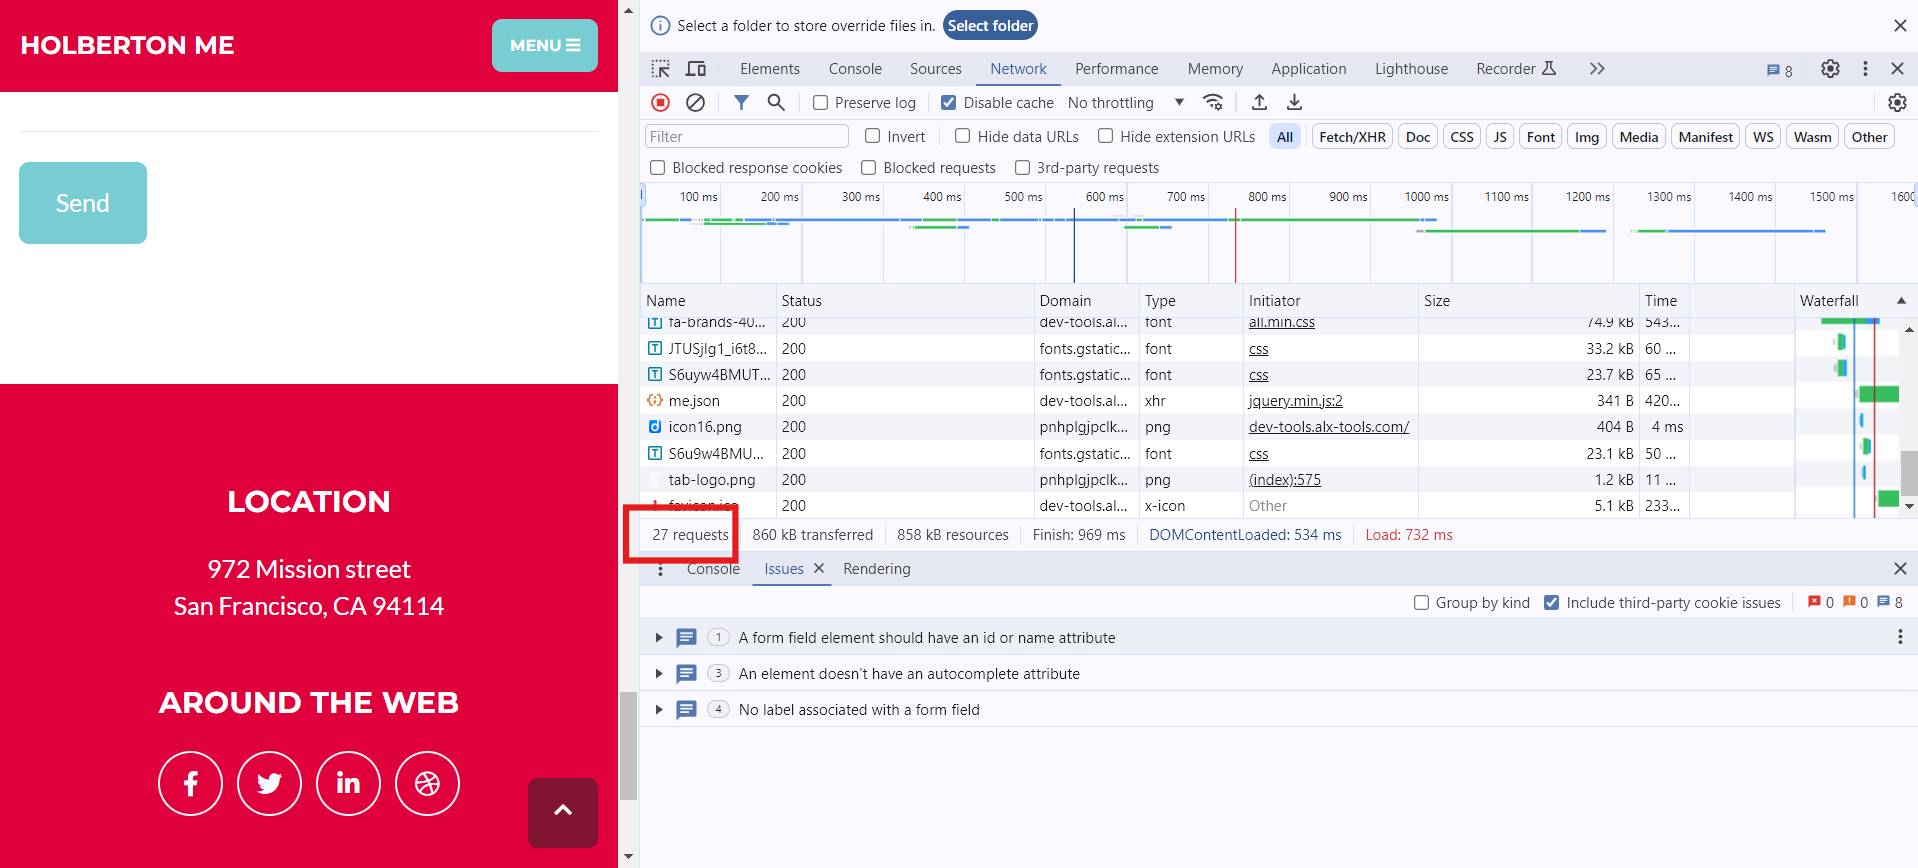 HOLBERTON ME
MENU
Send
LOCATION
972 Mission street
San Francisco, CA 94114
AROUND THE WEB
Select a folder to store override files in. Select folder
Elements Console Sources Network Performance Memory Application Lighthouse Recorder 8
Preserve log Disable cache No throttling
Filter Invert Hide data URLs Hide extension URLs All Fetch/XHR Doc CSS JS Font Img Media Manifest WS Wasm Other
Blocked response cookies Blocked requests 3rd-party requests
100 ms 200 ms 300 ms 400 ms 500 ms 600 ms 700 ms 800 ms 900 ms 1000 ms 1100 ms 1200 ms 1300 ms 1400 ms 1500 ms 1600
Name Status Domain Type Initiator Size Time Waterfall
fa-brands-40... 200 dev-tools.al... font all.min.css 74.9 kB 543...
JTUSjIg1_i6t8... 200 fonts.gstatic... font css 33.2 kB 60 ...
S6uyw4BMUT... 200 fonts.gstatic... font css 23.7 kB 65 ...
me.json 200 dev-tools.al... xhr jquery.min.js:2 341 B 420...
icon16.png 200 pnhplgjpclk... png dev-tools.alx-tools.com/ 404 B 4 ms
S6u9w4BMU... 200 fonts.gstatic... font css 23.1 kB 50 ...
tab-logo.png 200 pnhplgjpclk... png (index):575 1.2 kB 11 ...
favicon.ico 200 dev-tools.al... x-icon Other 5.1 kB 233...
27 requests 860 kB transferred 858 kB resources Finish: 969 ms DOMContentLoaded: 534 ms Load: 732 ms
Console Issues Rendering
Group by kind Include third-party cookie issues 0 0 8
1 A form field element should have an id or name attribute
3 An element doesn't have an autocomplete attribute
4 No label associated with a form field